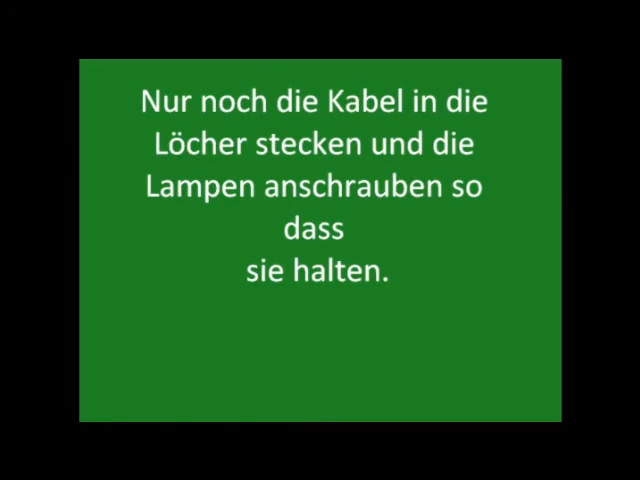 Nur noch die Kabel in die
Löcher stecken und die
Lampen anschrauben so
dass
sie halten.